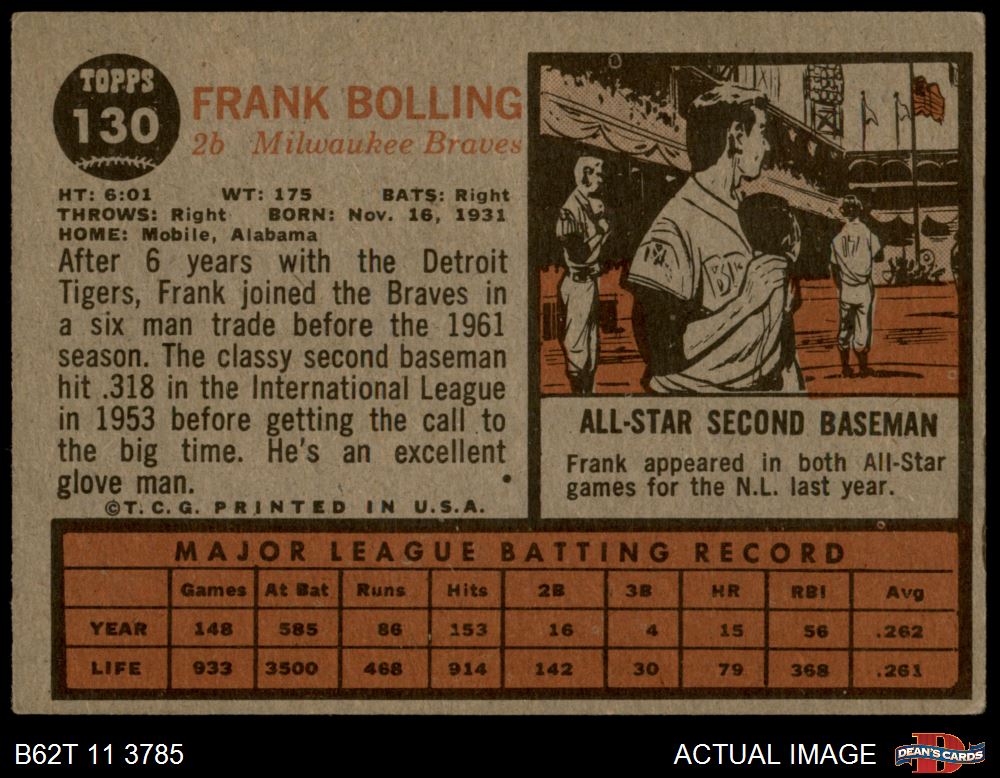 TOPPS
130
FRANK BOLLING
2b Milwaukee Braves
HT: 6:01 WT: 175 BATS: Right
THROWS: Right BORN: Nov. 16, 1931
HOME: Mobile, Alabama
After 6 years with the Detroit
Tigers, Frank joined the Braves in
a six man trade before the 1961
season. The classy second baseman
hit .318 in the International League
in 1953 before getting the call to
the big time. He's an excellent
glove man.
©T.C.G. PRINTED IN U.S.A.
ALL-STAR SECOND BASEMAN
Frank appeared in both All-Star
games for the N.L. last year.
MAJOR LEAGUE BATTING RECORD
Games At Bat Runs Hits 2B 3B HR RBI Avg
YEAR 148 585 86 153 16 4 15 56 .262
LIFE 933 3500 468 914 142 30 79 368 .261
B62T 11 3785
ACTUAL IMAGE
DEAN'S CARDS